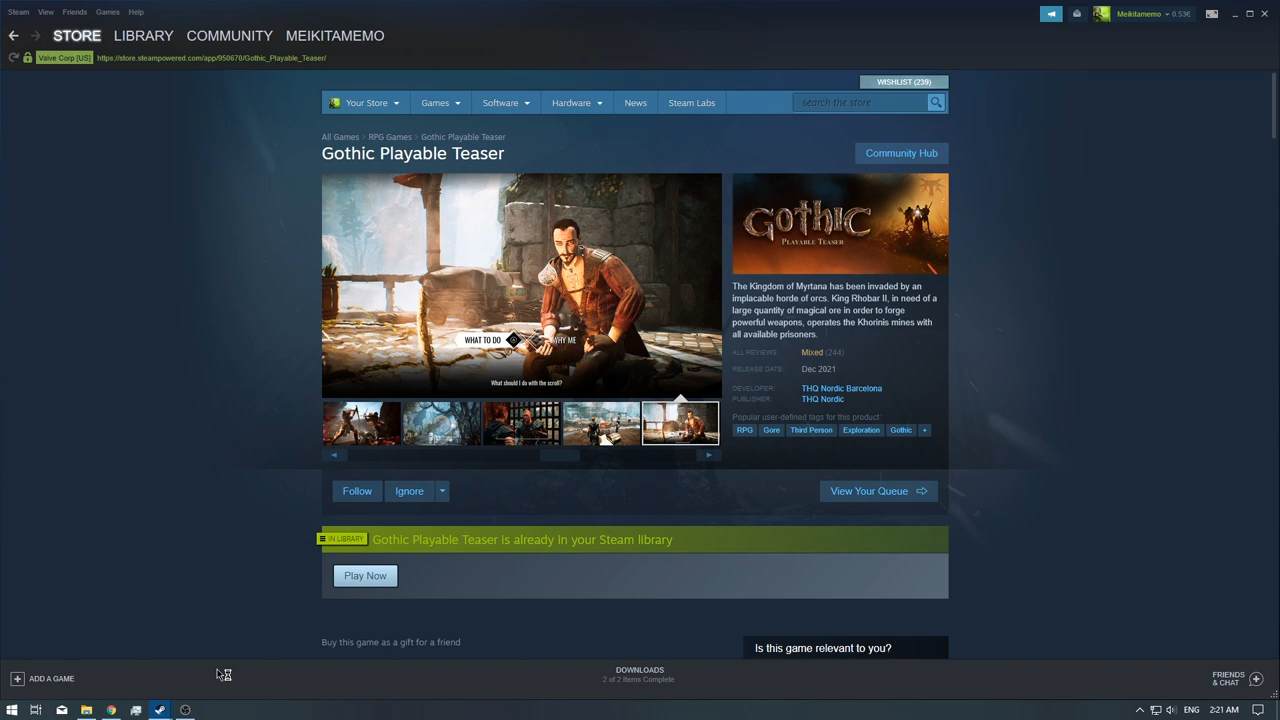 Steam View Friends Games Help
Meikitamemo 0.53€
STORE LIBRARY COMMUNITY MEIKITAMEMO
Valve Corp [US] https://store.steampowered.com/app/950670/Gothic_Playable_Teaser/
WISHLIST (239)
Your Store Games Software Hardware News Steam Labs search the store
All Games > RPG Games > Gothic Playable Teaser
Gothic Playable Teaser
Community Hub
WHAT TO DO WHY ME
What should I do with the scroll?
GOTHIC
PLAYABLE TEASER
The Kingdom of Myrtana has been invaded by an
implacable horde of orcs. King Rhobar II, in need of a
large quantity of magical ore in order to forge
powerful weapons, operates the Khorinis mines with
all available prisoners.
ALL REVIEWS: Mixed (244)
RELEASE DATE: Dec 2021
DEVELOPER: THQ Nordic Barcelona
PUBLISHER: THQ Nordic
Popular user-defined tags for this product:
RPG Gore Third Person Exploration Gothic +
Follow Ignore
View Your Queue
IN LIBRARY Gothic Playable Teaser is already in your Steam library
Play Now
Buy this game as a gift for a friend
Is this game relevant to you?
ADD A GAME
DOWNLOADS
2 of 2 Items Complete
FRIENDS
& CHAT
ENG 2:21 AM